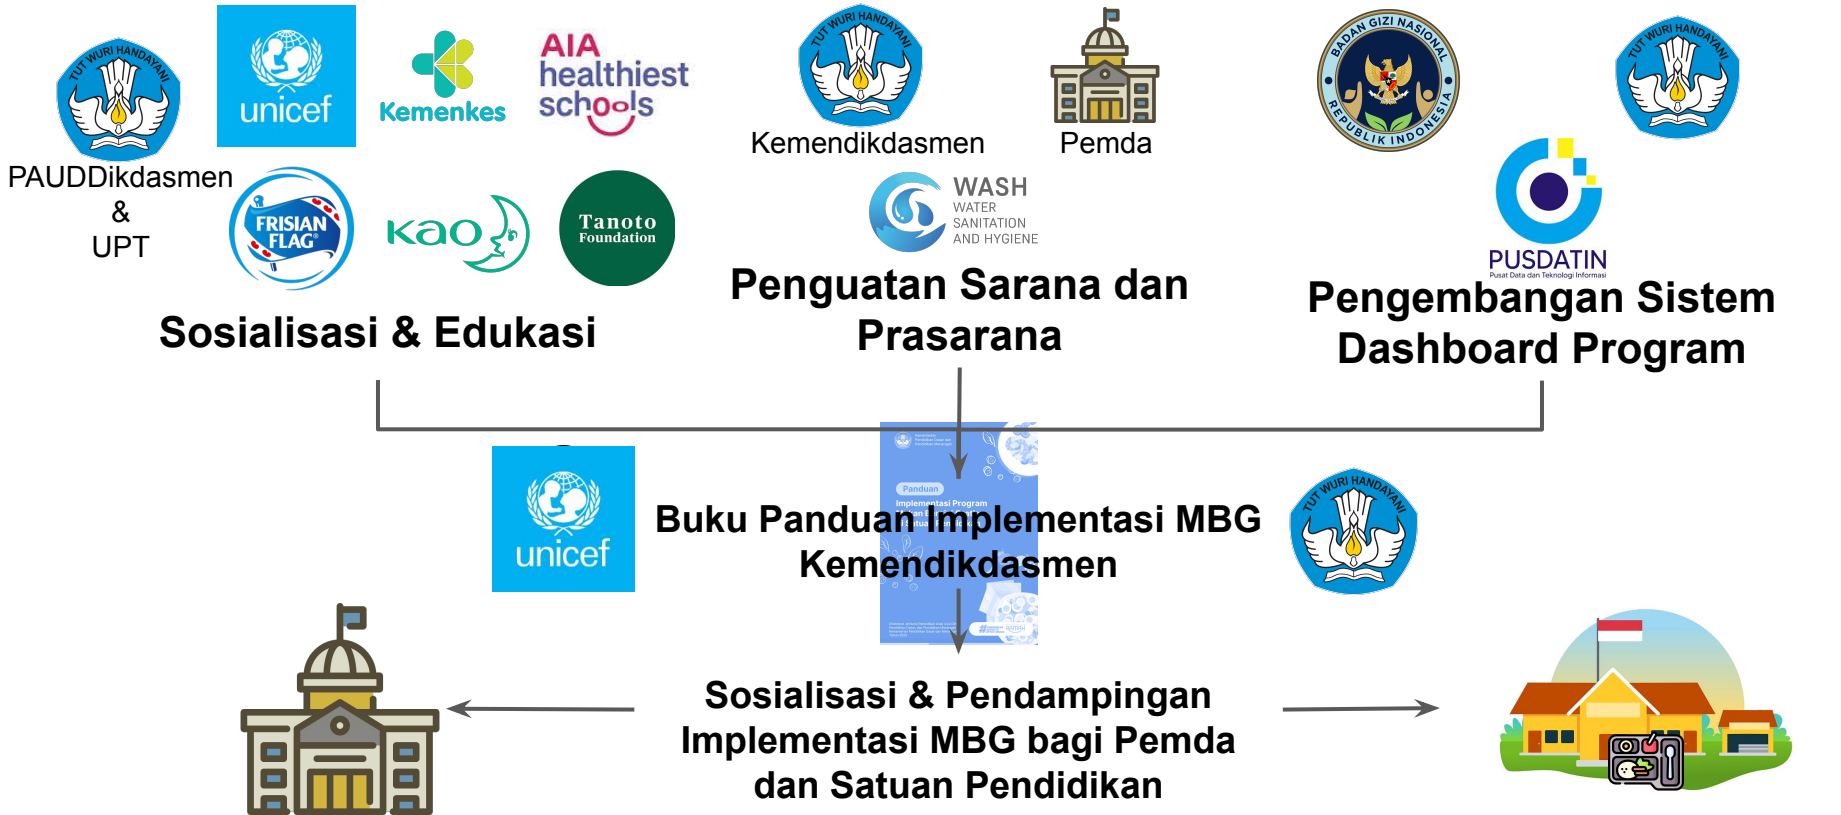 TUT WURI HANDAYANI
PAUDDikdasmen
&
UPT
unicef
Kemenkes
AIA
healthiest
schools
FRISIAN
FLAG®
Kao
Tanoto
Foundation
Sosialisasi & Edukasi
TUT WURI HANDAYANI
Kemendikdasmen
Pemda
WASH
WATER
SANITATION
AND HYGIENE
Penguatan Sarana dan
Prasarana
BADAN GIZI NASIONAL
REPUBLIK INDONESIA
TUT WURI HANDAYANI
PUSDATIN
Pusat Data dan Teknologi Informasi
Pengembangan Sistem
Dashboard Program
unicef
Panduan
Implementasi Program
Buku Panduan Implementasi MBG
Kemendikdasmen
TUT WURI HANDAYANI
Sosialisasi & Pendampingan
Implementasi MBG bagi Pemda
dan Satuan Pendidikan